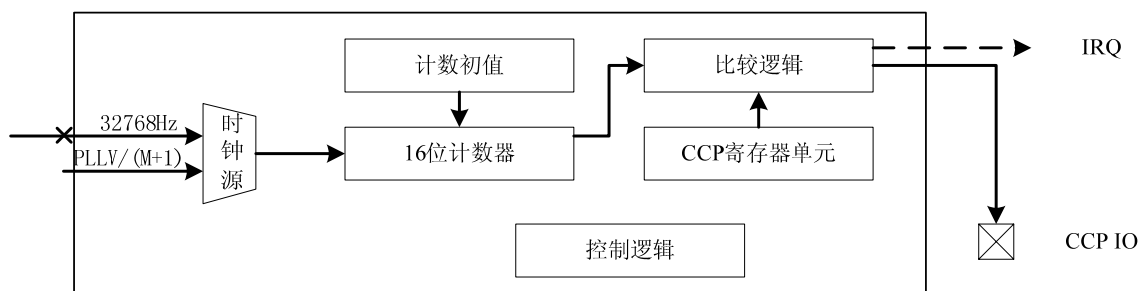 计数初值
比较逻辑
IRQ
32768Hz
时钟源
PLLV/(M+1)
16位计数器
CCP寄存器单元
控制逻辑
CCP IO